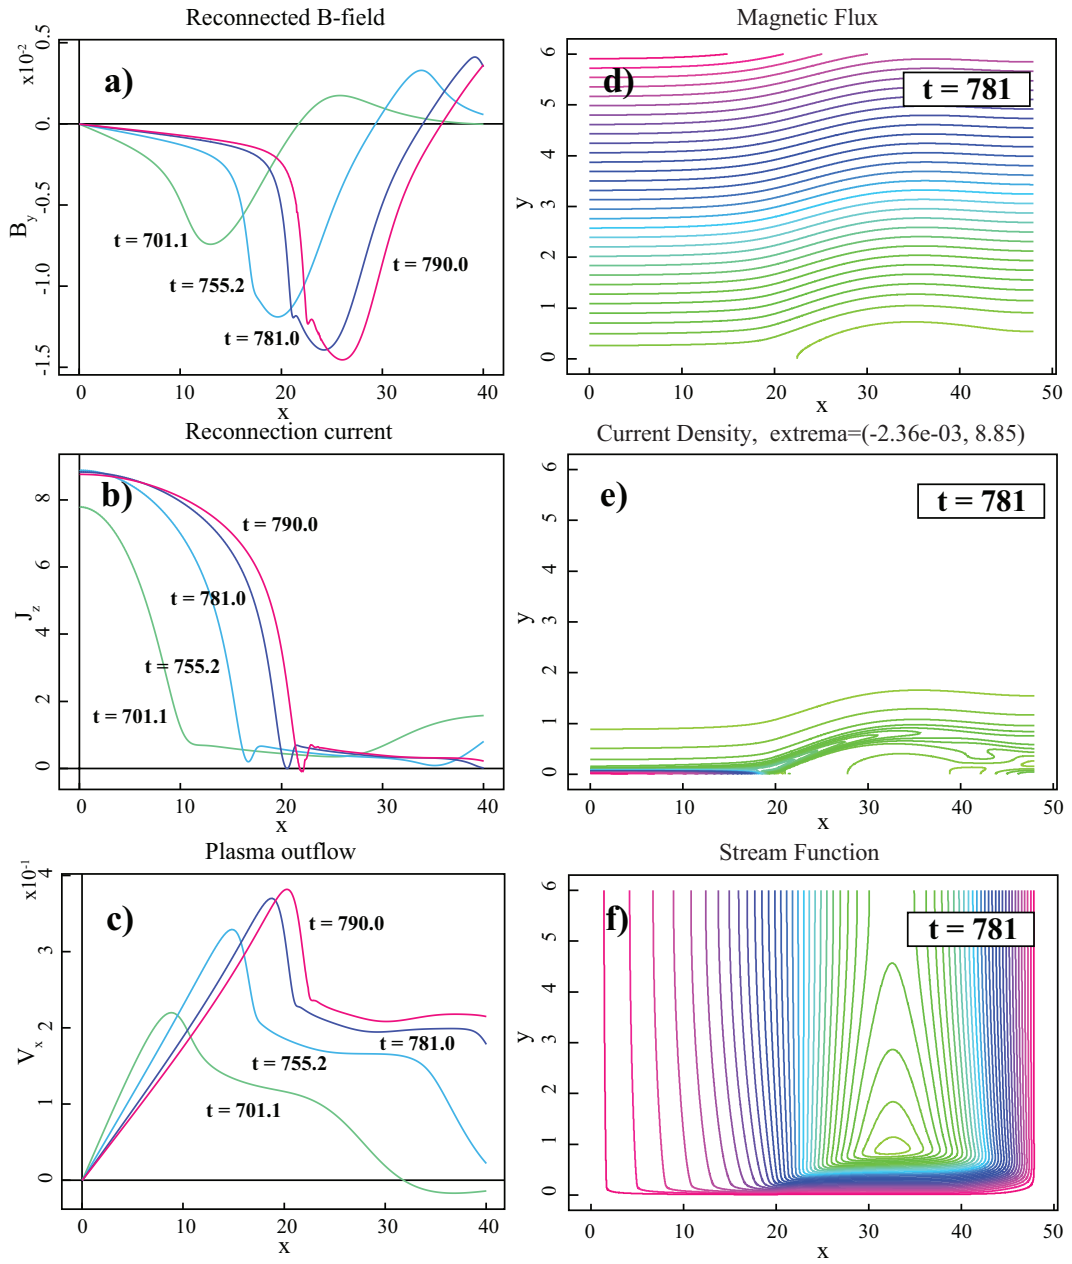 Reconnected B-field
x10-2
a)
0.5
0.
-0.5
-1.0
-1.5
By
t = 701.1
t = 755.2
t = 781.0
t = 790.0
0 10 20 30 40
x
Magnetic Flux
d)
t = 781
6
5
4
3
2
1
0
y
0 10 20 30 40 50
x
Reconnection current
b)
8
6
4
2
0
Jz
t = 790.0
t = 781.0
t = 755.2
t = 701.1
0 10 20 30 40
x
Current Density, extrema=(-2.36e-03, 8.85)
e)
t = 781
6
5
4
3
2
1
0
y
0 10 20 30 40 50
x
Plasma outflow
x10-1
c)
4
3
2
1
0
Vx
t = 790.0
t = 781.0
t = 755.2
t = 701.1
0 10 20 30 40
x
Stream Function
f)
t = 781
6
5
4
3
2
1
0
y
0 10 20 30 40 50
x